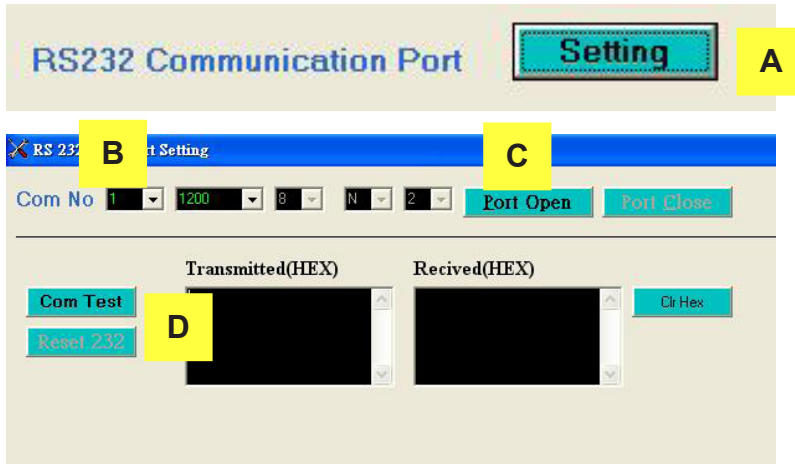 RS232 Communication Port Setting A
RS 232 B rt Setting C
Com No 1 1200 8 N 2 Port Open Port Close
Transmitted(HEX) Recived(HEX)
Com Test Clr Hex
D
Reset 232